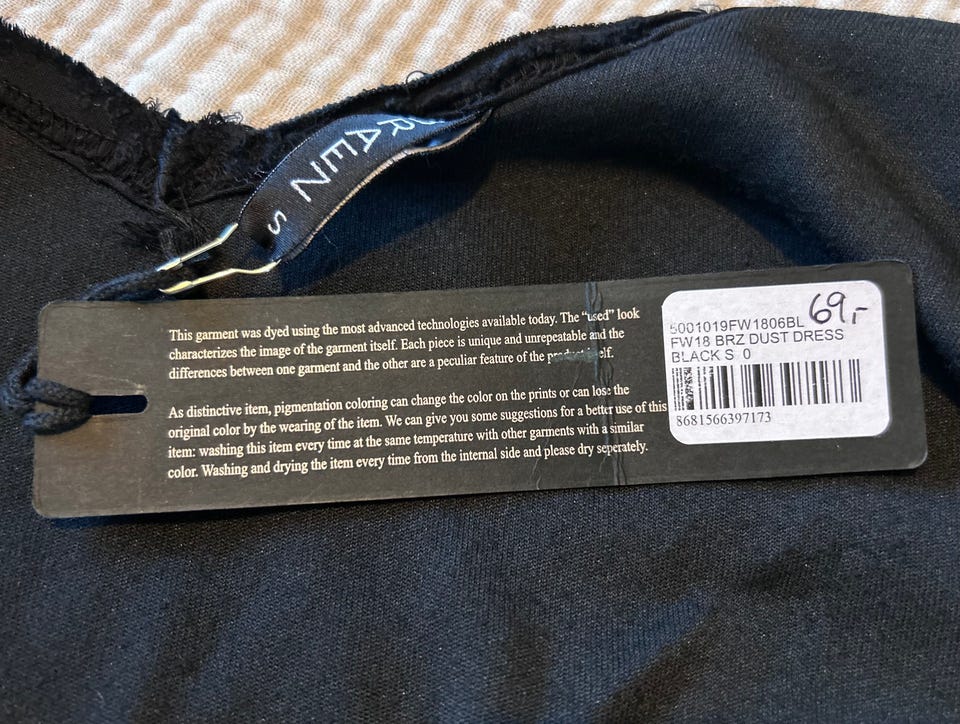 RAEN
S
This garment was dyed using the most advanced technologies available today. The "used" look
characterizes the image of the garment itself. Each piece is unique and unrepeatable and the
differences between one garment and the other are a peculiar feature of the elf.
As distinctive item, pigmentation coloring can change the color on the prints or can lose the
original color by the wearing of the item. We can give you some suggestions for a better use of this
item: washing this item every time at the same temperature with other garments with a similar
color. Washing and drying the item every time from the internal side and please dry seperately.
69,-
5001019FW1806BL
FW18 BRZ DUST DRESS
BLACK S 0
8681566397173